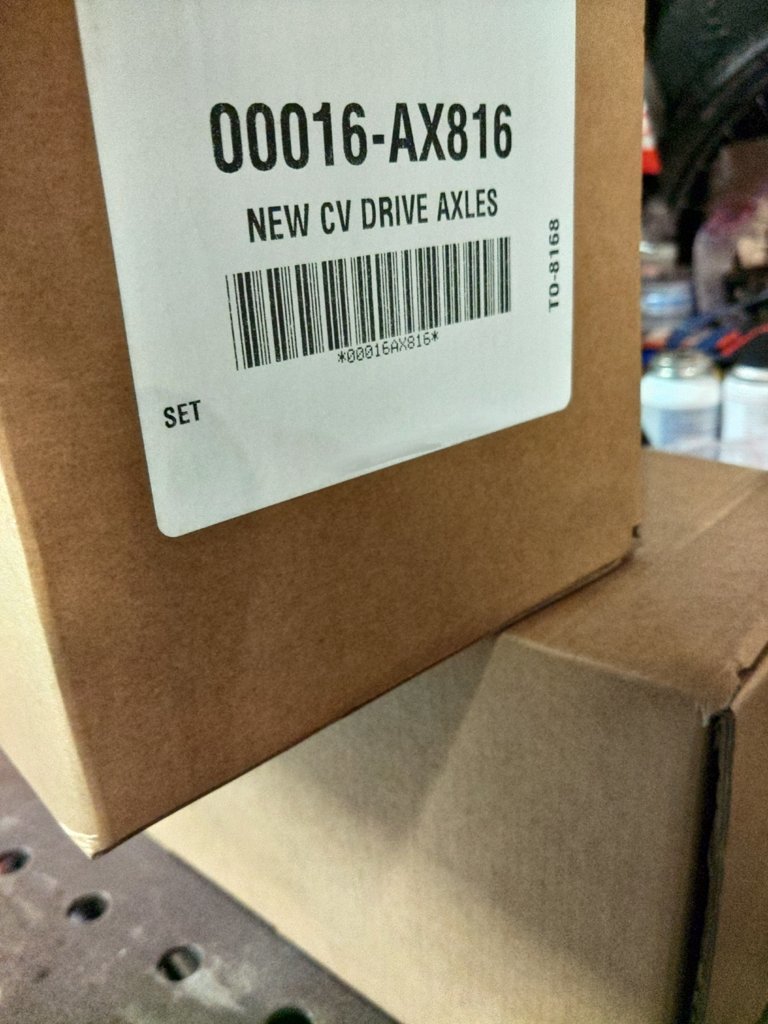 00016-AX816
NEW CV DRIVE AXLES
*00016AX816*
TO-8168
SET